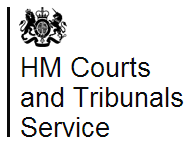 HM Courts
and Tribunals
Service